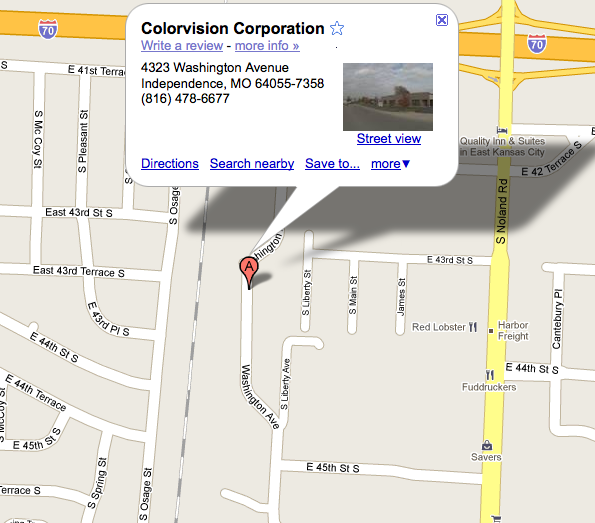 Colorvision Corporation
Write a review - more info »
4323 Washington Avenue
Independence, MO 64055-7358
(816) 478-6677
Street view
Directions Search nearby Save to... more▼
70
70
E 41st Terrace
S Mc Coy St
S Pleasant St
S Osage
Quality Inn & Suites
in East Kansas City
E 42 Terrace S
S Noland Rd
East 43rd St S
East 43rd Terrace S
E 43rd Pl S
A
E 43rd St S
S Liberty St
S Main St
James St
Red Lobster
Harbor
Freight
Cantebury Pl
E 44th St S
E 44th St S
Fuddruckers
E 44th Terrace
Washington Ave
S Liberty Ave
E 45th St S
Savers
E 45th St S
S Spring St
S Osage St
Terrace S